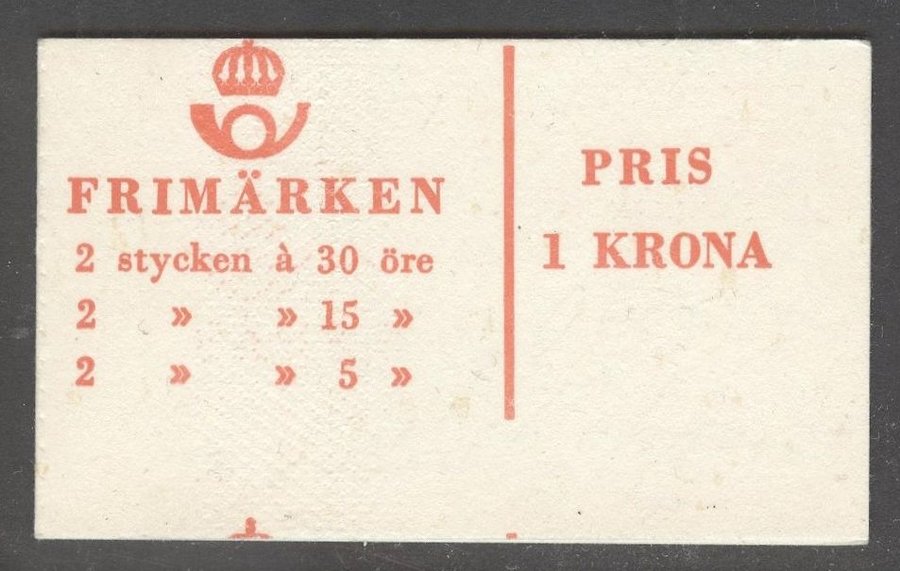 FRIMÄRKEN
2 stycken à 30 öre
2 » » 15 »
2 » » 5 »
PRIS
1 KRONA